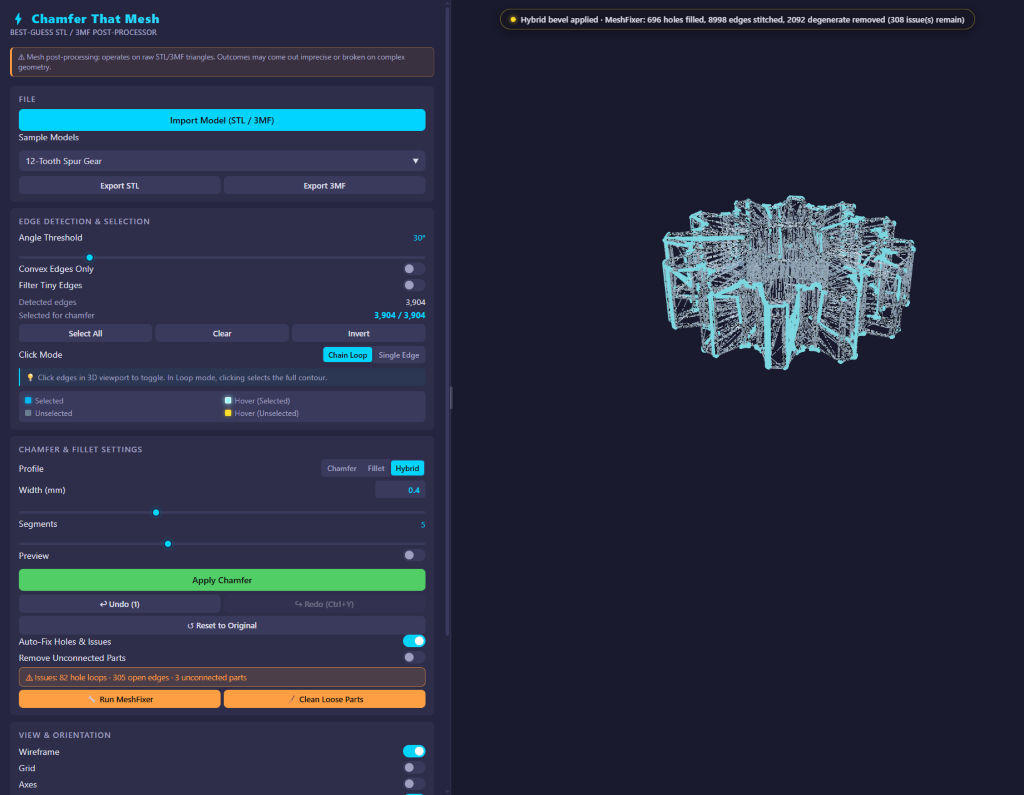 Chamfer That Mesh
BEST-GUESS STL / 3MF POST-PROCESSOR
⚠ Mesh post-processing: operates on raw STL/3MF triangles. Outcomes may come out imprecise or broken on complex
geometry.
FILE
Import Model (STL / 3MF)
Sample Models
12-Tooth Spur Gear
Export STL
Export 3MF
EDGE DETECTION & SELECTION
Angle Threshold 30°
Convex Edges Only
Filter Tiny Edges
Detected edges 3,904
Selected for chamfer 3,904 / 3,904
Select All
Clear
Invert
Click Mode
Chain Loop
Single Edge
Click edges in 3D viewport to toggle. In Loop mode, clicking selects the full contour.
Selected
Hover (Selected)
Unselected
Hover (Unselected)
CHAMFER & FILLET SETTINGS
Profile
Chamfer
Fillet
Hybrid
Width (mm) 0.4
Segments 5
Preview
Apply Chamfer
↩ Undo (1)
↪ Redo (Ctrl+Y)
↺ Reset to Original
Auto-Fix Holes & Issues
Remove Unconnected Parts
⚠ Issues: 82 hole loops · 305 open edges · 3 unconnected parts
Run MeshFixer
Clean Loose Parts
VIEW & ORIENTATION
Wireframe
Grid
Axes
Hybrid bevel applied · MeshFixer: 696 holes filled, 8998 edges stitched, 2092 degenerate removed (308 issue(s) remain)